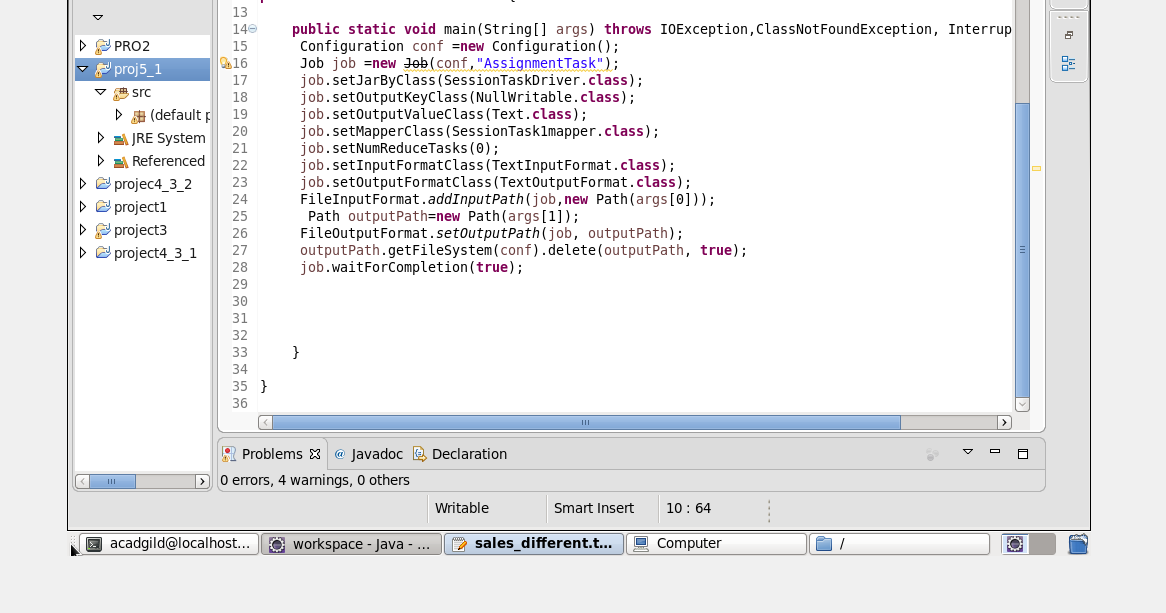 PRO2
proj5_1
src
(default p
JRE System
Referenced
projec4_3_2
project1
project3
project4_3_1
13
14 public static void main(String[] args) throws IOException,ClassNotFoundException, Interrup
15 Configuration conf =new Configuration();
16 Job job =new Job(conf,"AssignmentTask");
17 job.setJarByClass(SessionTaskDriver.class);
18 job.setOutputKeyClass(NullWritable.class);
19 job.setOutputValueClass(Text.class);
20 job.setMapperClass(SessionTask1mapper.class);
21 job.setNumReduceTasks(0);
22 job.setInputFormatClass(TextInputFormat.class);
23 job.setOutputFormatClass(TextOutputFormat.class);
24 FileInputFormat.addInputPath(job,new Path(args[0]));
25 Path outputPath=new Path(args[1]);
26 FileOutputFormat.setOutputPath(job, outputPath);
27 outputPath.getFileSystem(conf).delete(outputPath, true);
28 job.waitForCompletion(true);
29
30
31
32
33 }
34
35 }
36
Problems @ Javadoc Declaration
0 errors, 4 warnings, 0 others
Writable Smart Insert 10 : 64
acadgild@localhost... workspace - Java - ... sales_different.t... Computer /